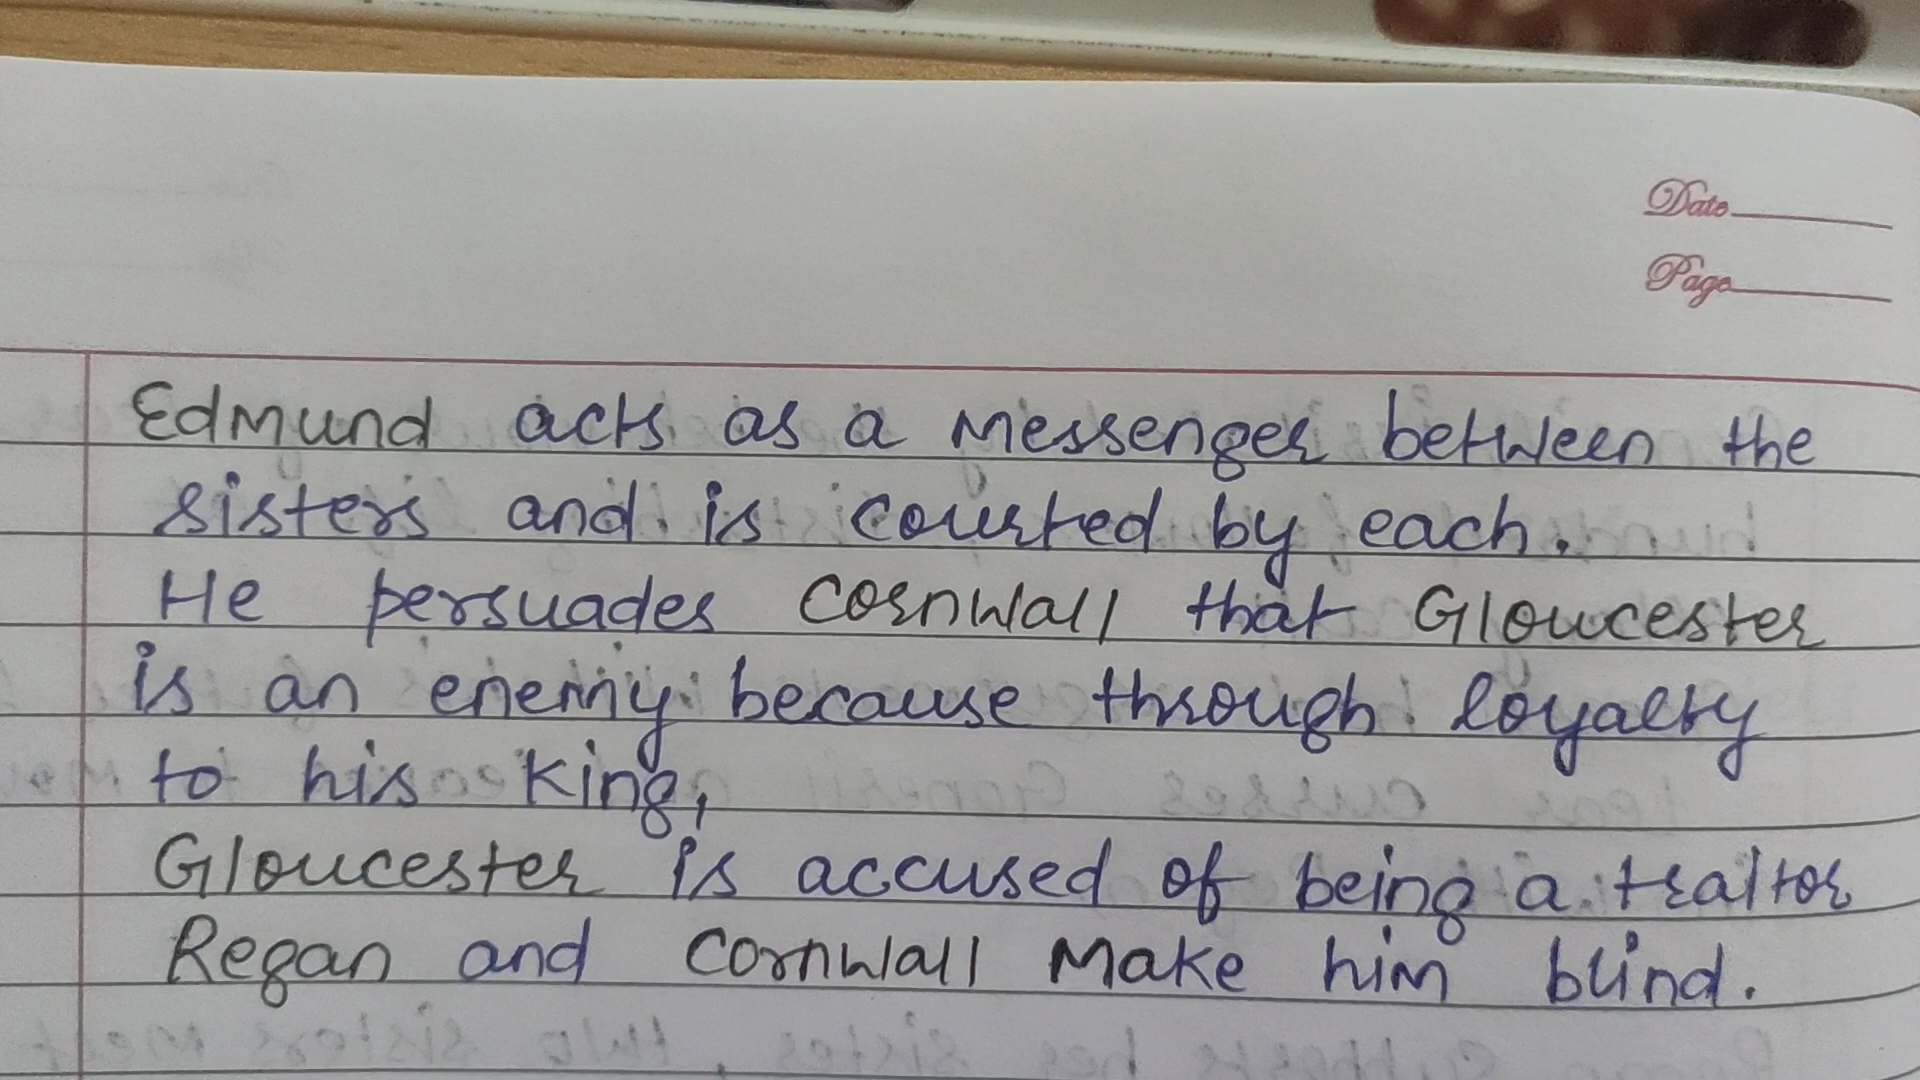 Date
Page
Edmund acts as a messenger between the
sisters and is courted by each.
He persuades Cornwall that Gloucester
is an enemy because through loyalty
to his King,
Gloucester is accused of being a traitor
Regan and Cornwall make him blind.